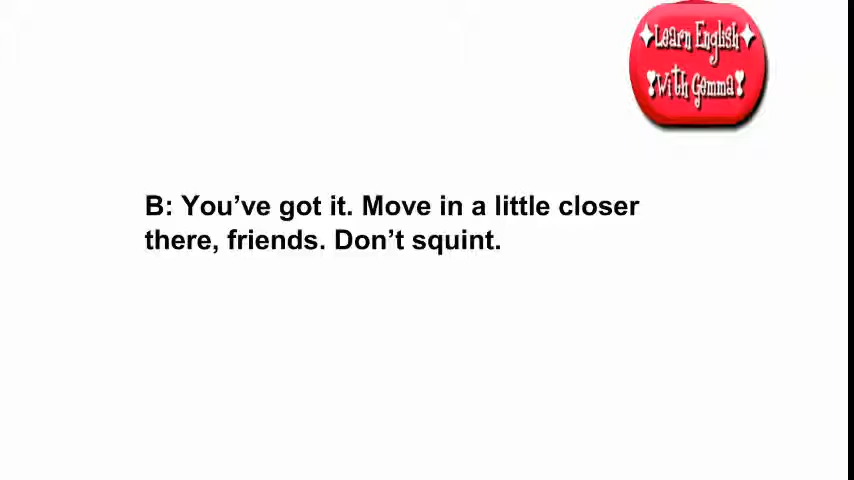 Learn English
With Gemma
B: You’ve got it. Move in a little closer
there, friends. Don’t squint.